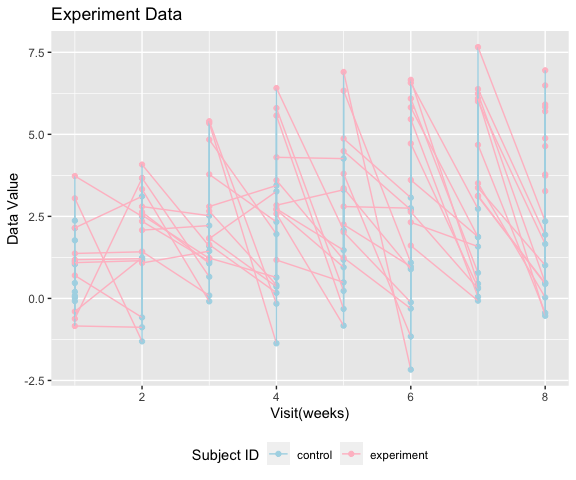 Experiment Data
Data Value
7.5
5.0
2.5
0.0
-2.5
2 4 6 8
Visit(weeks)
Subject ID control experiment